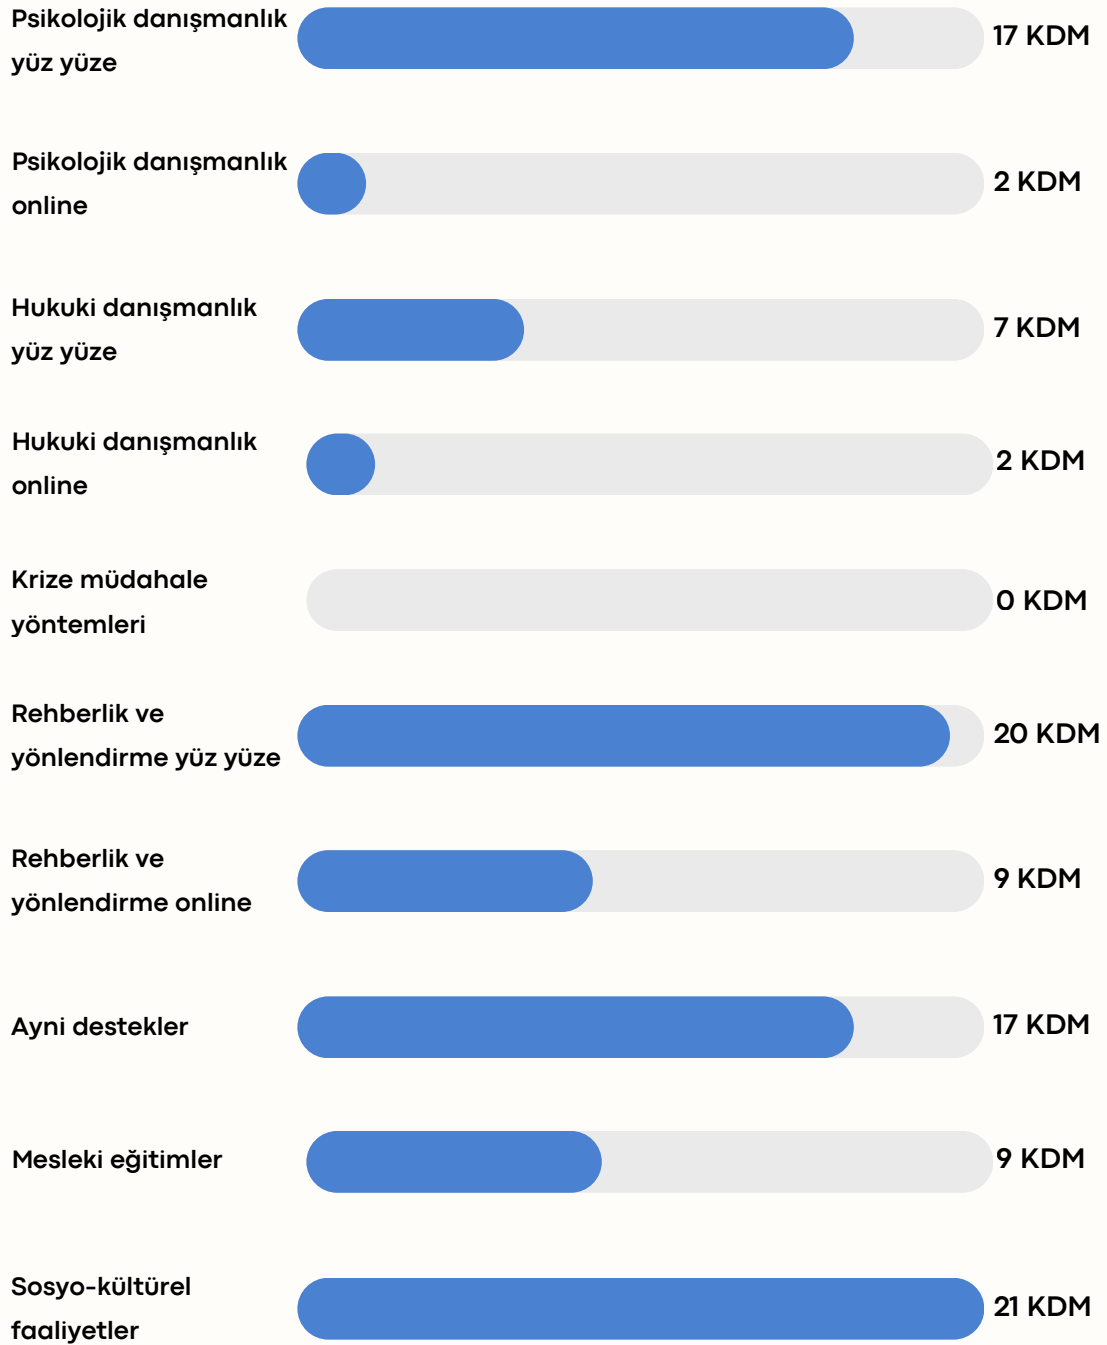 Psikolojik danışmanlık
yüz yüze
17 KDM
Psikolojik danışmanlık
online
2 KDM
Hukuki danışmanlık
yüz yüze
7 KDM
Hukuki danışmanlık
online
2 KDM
Krize müdahale
yöntemleri
0 KDM
Rehberlik ve
yönlendirme yüz yüze
20 KDM
Rehberlik ve
yönlendirme online
9 KDM
Ayni destekler
17 KDM
Mesleki eğitimler
9 KDM
Sosyo-kültürel
faaliyetler
21 KDM